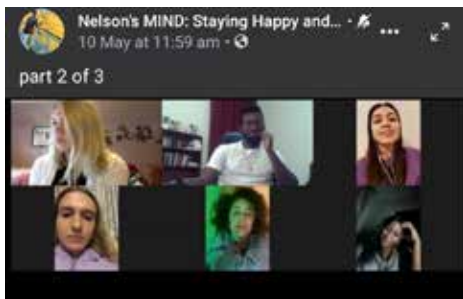 Nelson's MIND: Staying Happy and... •
10 May at 11:59 am •
part 2 of 3